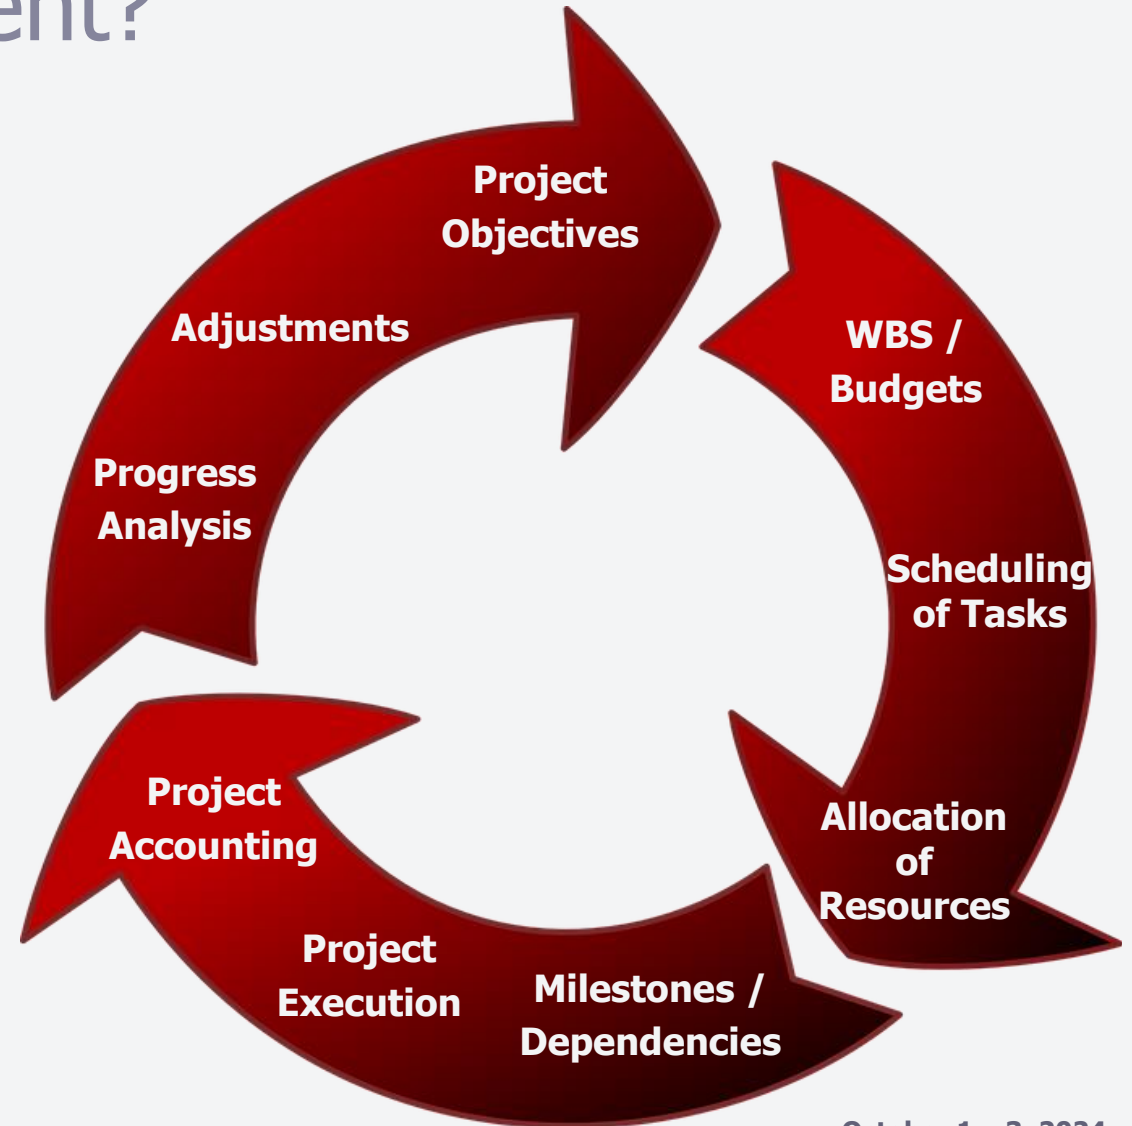 ent?
Project
Objectives
WBS /
Budgets
Scheduling
of Tasks
Allocation
of
Resources
Milestones /
Dependencies
Project
Execution
Project
Accounting
Progress
Analysis
Adjustments